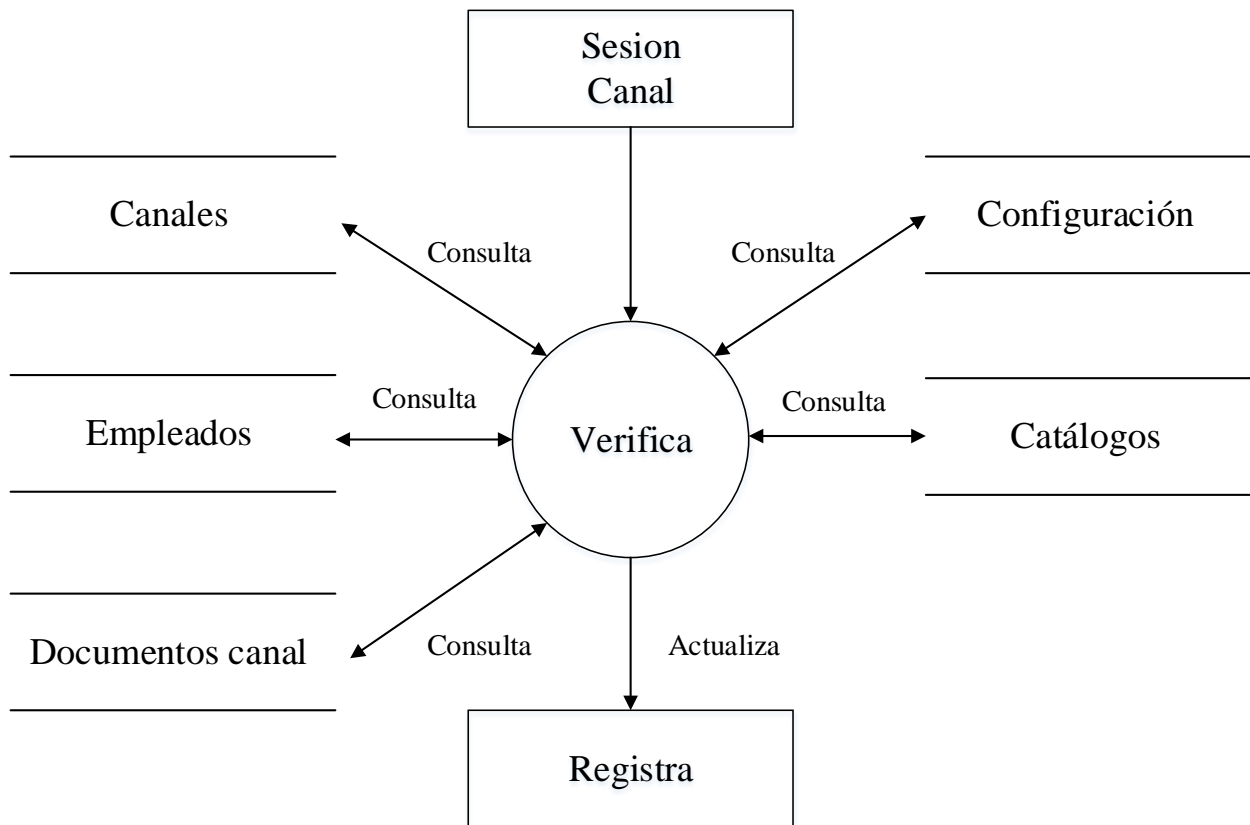 Sesion
Canal
Canales
Configuración
Consulta
Consulta
Empleados
Consulta
Verifica
Consulta
Catálogos
Documentos canal
Consulta
Actualiza
Registra